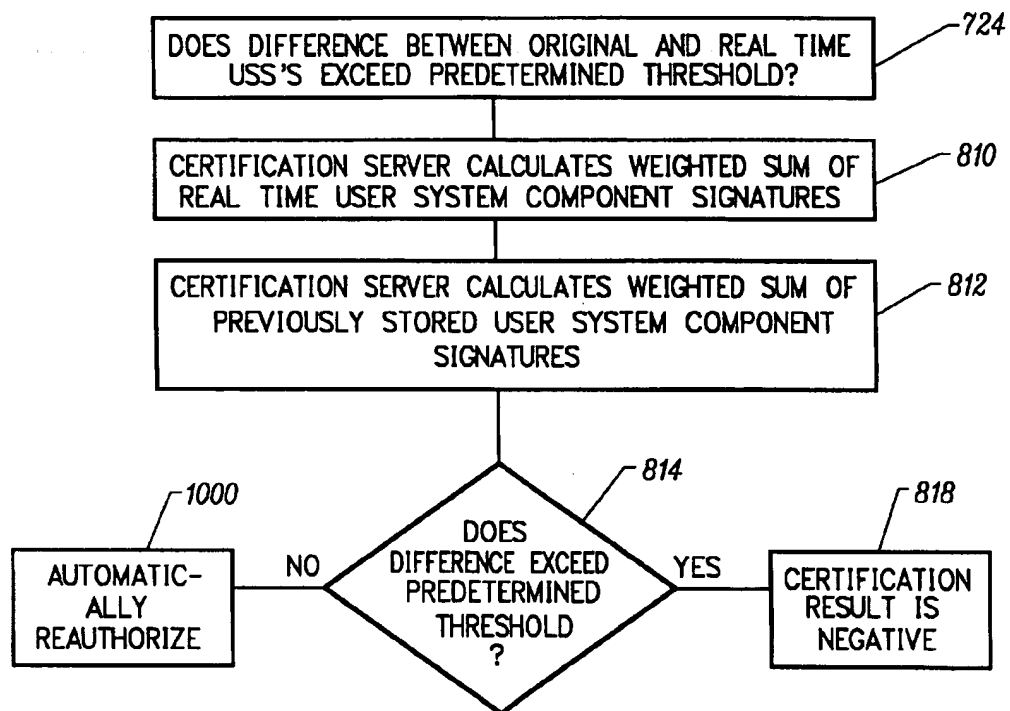 DOES DIFFERENCE BETWEEN ORIGINAL AND REAL TIME
USS'S EXCEED PREDETERMINED THRESHOLD?
724
CERTIFICATION SERVER CALCULATES WEIGHTED SUM OF
REAL TIME USER SYSTEM COMPONENT SIGNATURES
810
CERTIFICATION SERVER CALCULATES WEIGHTED SUM OF
PREVIOUSLY STORED USER SYSTEM COMPONENT
SIGNATURES
812
814
DOES
DIFFERENCE EXCEED
PREDETERMINED
THRESHOLD
?
NO
YES
1000
AUTOMATIC-
ALLY
REAUTHORIZE
818
CERTIFICATION
RESULT IS
NEGATIVE